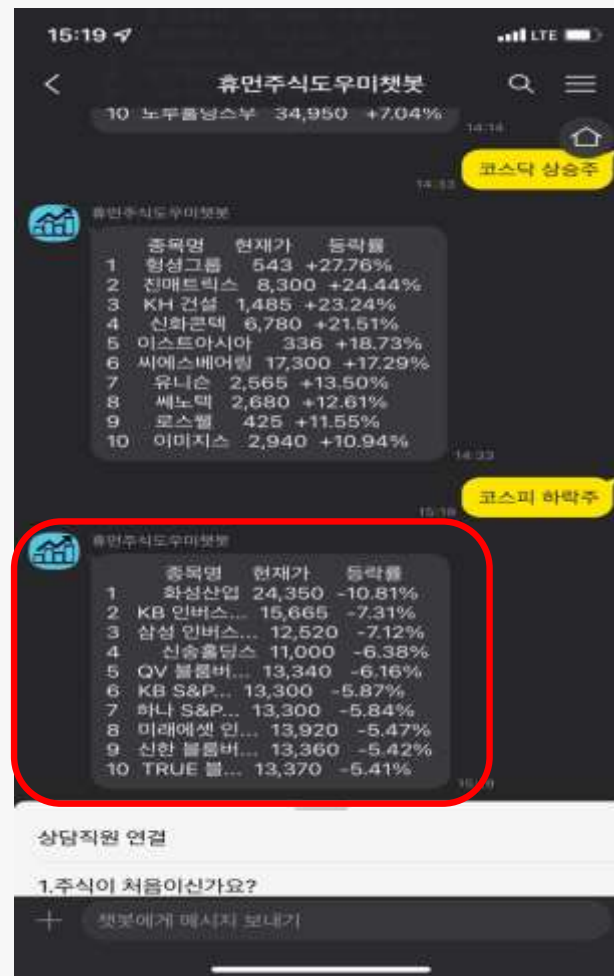 15:19
LTE
휴먼주식도우미챗봇
10 노루홀딩스우 34,950 +7.04%
14:14
코스닥 상승주
14:33
휴먼주식도우미챗봇
종목명 현재가 등락률
1 헝셩그룹 543 +27.76%
2 진매트릭스 8,300 +24.44%
3 KH 건설 1,485 +23.24%
4 신화콘텍 6,780 +21.51%
5 이스트아시아 336 +18.73%
6 씨에스베어링 17,300 +17.29%
7 유니슨 2,565 +13.50%
8 쎄노텍 2,680 +12.61%
9 로스웰 425 +11.55%
10 이미지스 2,940 +10.94%
14:33
코스피 하락주
15:19
휴먼주식도우미챗봇
종목명 현재가 등락률
1 화성산업 24,350 -10.81%
2 KB 인버스... 15,665 -7.31%
3 삼성 인버스... 12,520 -7.12%
4 신송홀딩스 11,000 -6.38%
5 QV 블룸버... 13,340 -6.16%
6 KB S&P... 13,300 -5.87%
7 하나 S&P... 13,300 -5.84%
8 미래에셋 인... 13,920 -5.47%
9 신한 블룸버... 13,360 -5.42%
10 TRUE 블... 13,370 -5.41%
상담직원 연결
1.주식이 처음이신가요?
챗봇에게 메시지 보내기